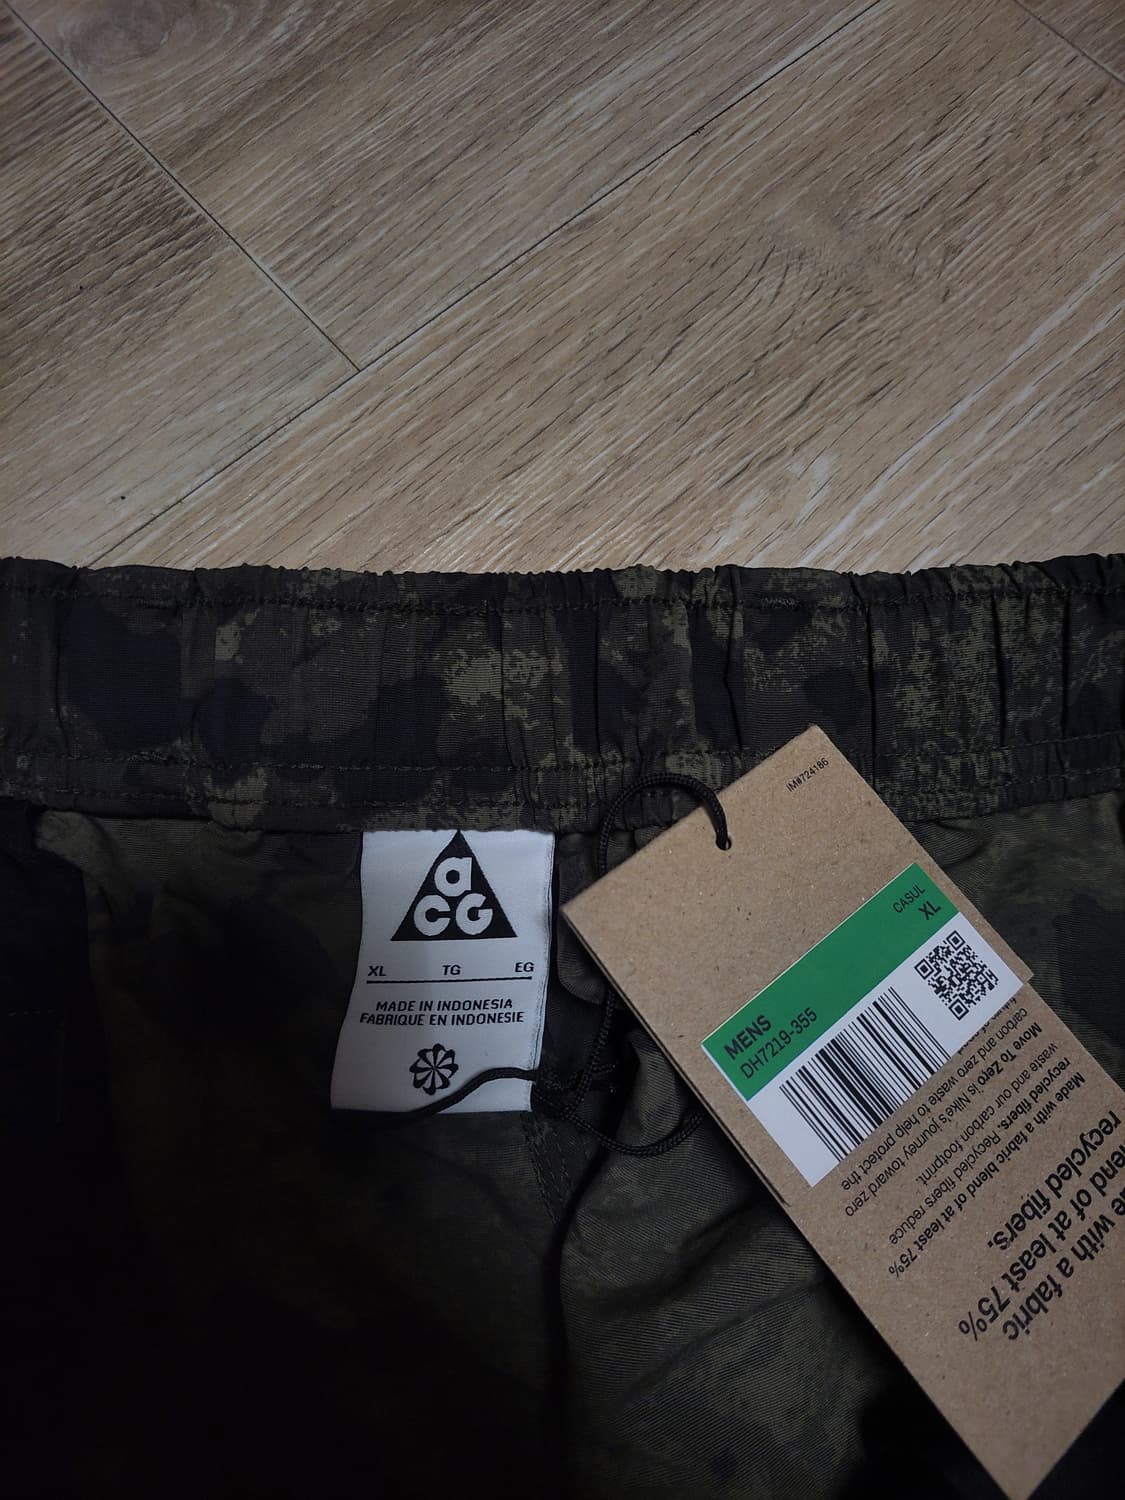 aCG
XL TG EG
MADE IN INDONESIA
FABRIQUE EN INDONESIE
IM#724186
CASUL
XL
MENS
DH7219-355
carbon and zero waste to help protect the
Move To Zero is Nike's journey toward zero
waste and our carbon footprint.
recycled fibers. Recycled fibers reduce
Made with a fabric blend of at least 75%
recycled fibers.
lend of at least 75%
e with a fabric